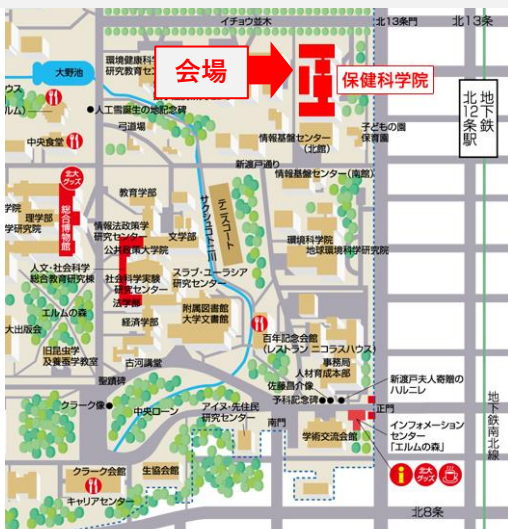 イチョウ並木
北13条門
北13条
大野池
環境健康科学
研究教育セン
会場
保健科学院
地下鉄
北12条駅
ウス
ルム)
●人工雪誕生の地記念碑
弓道場
中央食堂
情報基盤センター
(北館)
子どもの園
保育園
新渡戸通り
情報基盤センター(南館)
北大
グッズ
教育学部
学院
理学部
学研究院
総合博物館
情報法政策学
研究センター
公共政策大学院
文学部
サクシュコトニ川
テニスコート
環境科学院
地球環境科学研究院
人文・社会科学
総合教育研究棟
社会科学実験
研究センター
法学部
スラブ・ユーラシア
研究センター
エルムの森
附属図書館
大学文書館
経済学部
大出版会
旧昆虫学
及養蚕学教室
古河講堂
百年記念会館
(レストラン ニコラスハウス)
事務局
人材育成本部
聖蹟碑
佐藤昌介像
予科記念碑
新渡戸夫人寄贈の
ハルニレ
クラーク像
中央ローン
アイヌ・先住民
研究センター
南門
正門
学術交流会館
インフォメーション
センター
「エルムの森」
地下鉄南北線
クラーク会館
生協会館
キャリアセンター
i
北大
グッズ
北8条